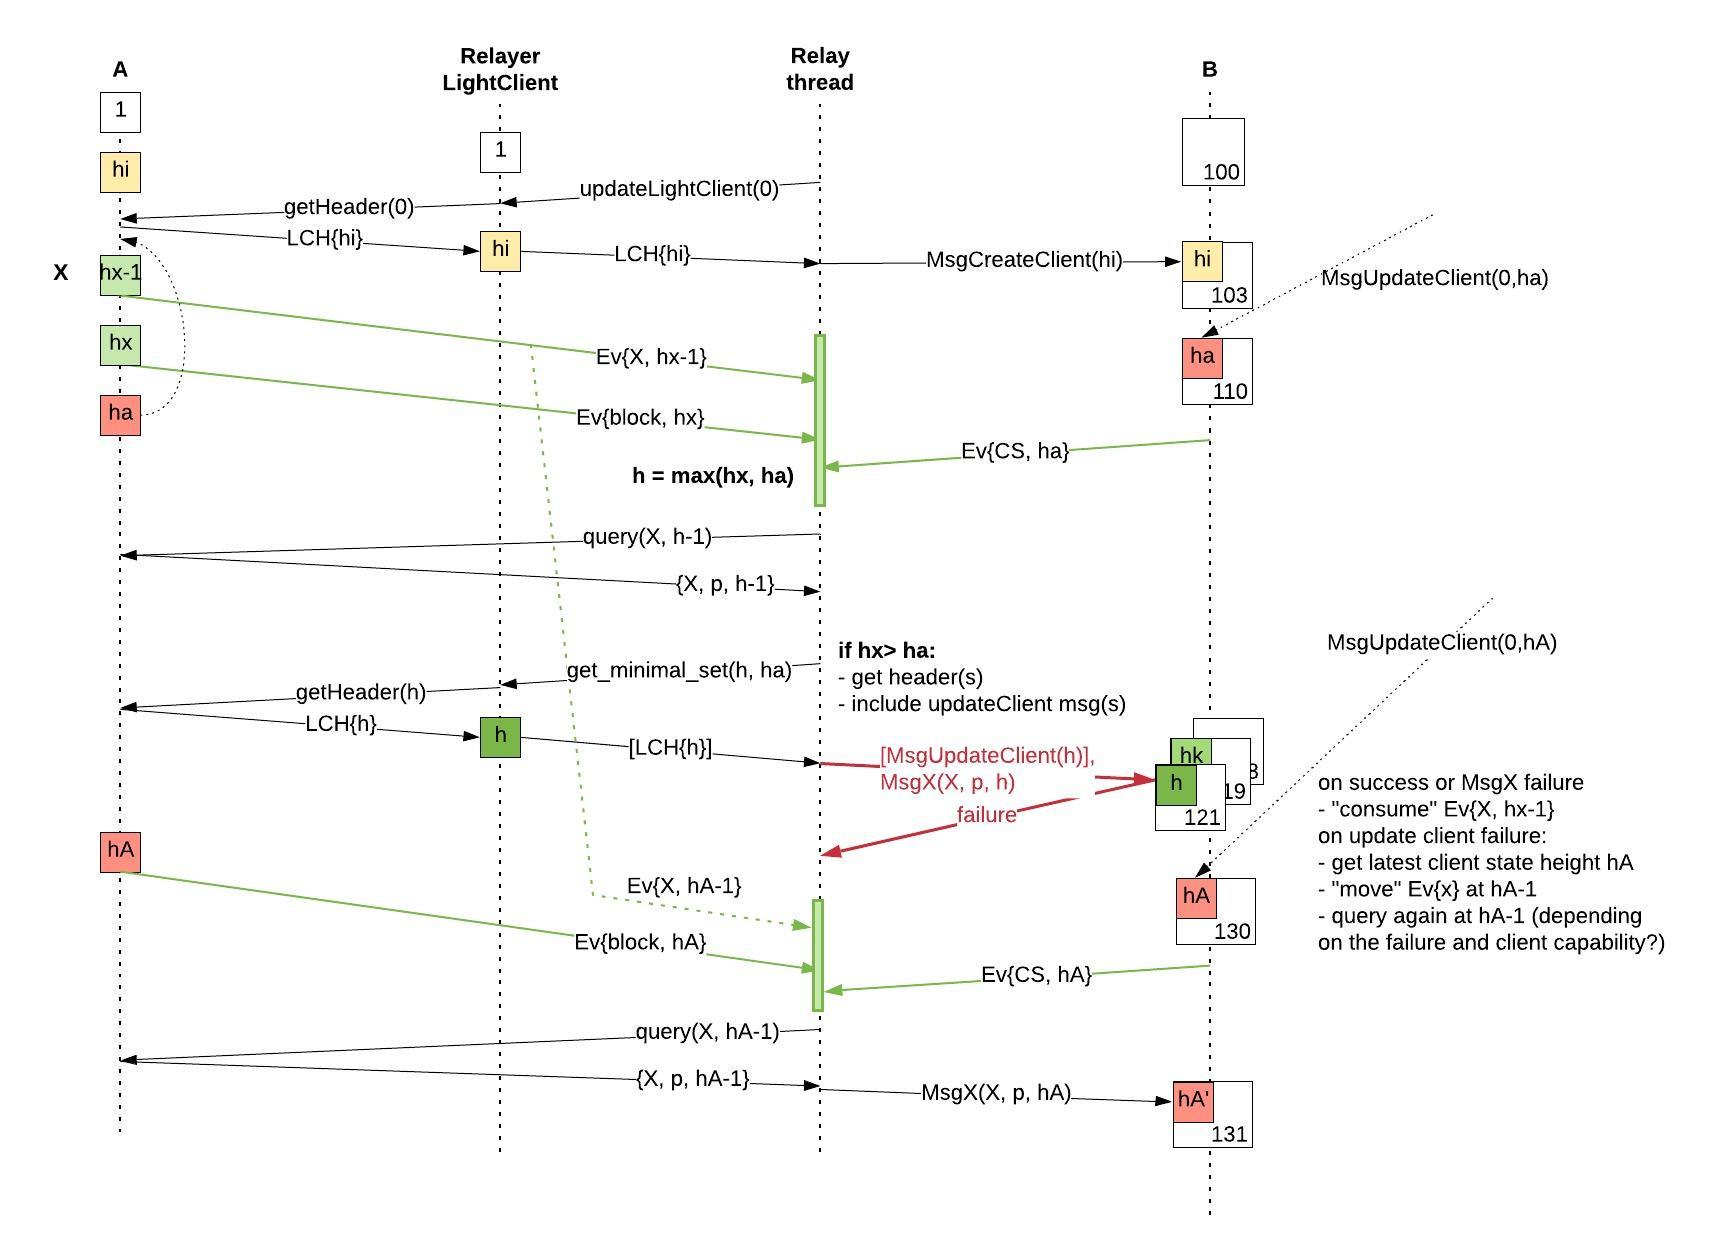 A
Relayer
LightClient
Relay
thread
B
1
1
hi
100
updateLightClient(0)
getHeader(0)
LCH{hi}
hi
LCH{hi}
MsgCreateClient(hi)
hi
103
MsgUpdateClient(0,ha)
X
hx-1
hx
Ev{X, hx-1}
ha
110
ha
Ev{block, hx}
Ev{CS, ha}
h = max(hx, ha)
query(X, h-1)
{X, p, h-1}
MsgUpdateClient(0,hA)
if hx> ha:
- get header(s)
- include updateClient msg(s)
get_minimal_set(h, ha)
getHeader(h)
LCH{h}
h
[LCH{h}]
[MsgUpdateClient(h)],
MsgX(X, p, h)
failure
hk
h
19
121
on success or MsgX failure
- "consume" Ev{X, hx-1}
on update client failure:
- get latest client state height hA
- "move" Ev{x} at hA-1
- query again at hA-1 (depending
on the failure and client capability?)
hA
Ev{X, hA-1}
hA
130
Ev{block, hA}
Ev{CS, hA}
query(X, hA-1)
{X, p, hA-1}
MsgX(X, p, hA)
hA'
131